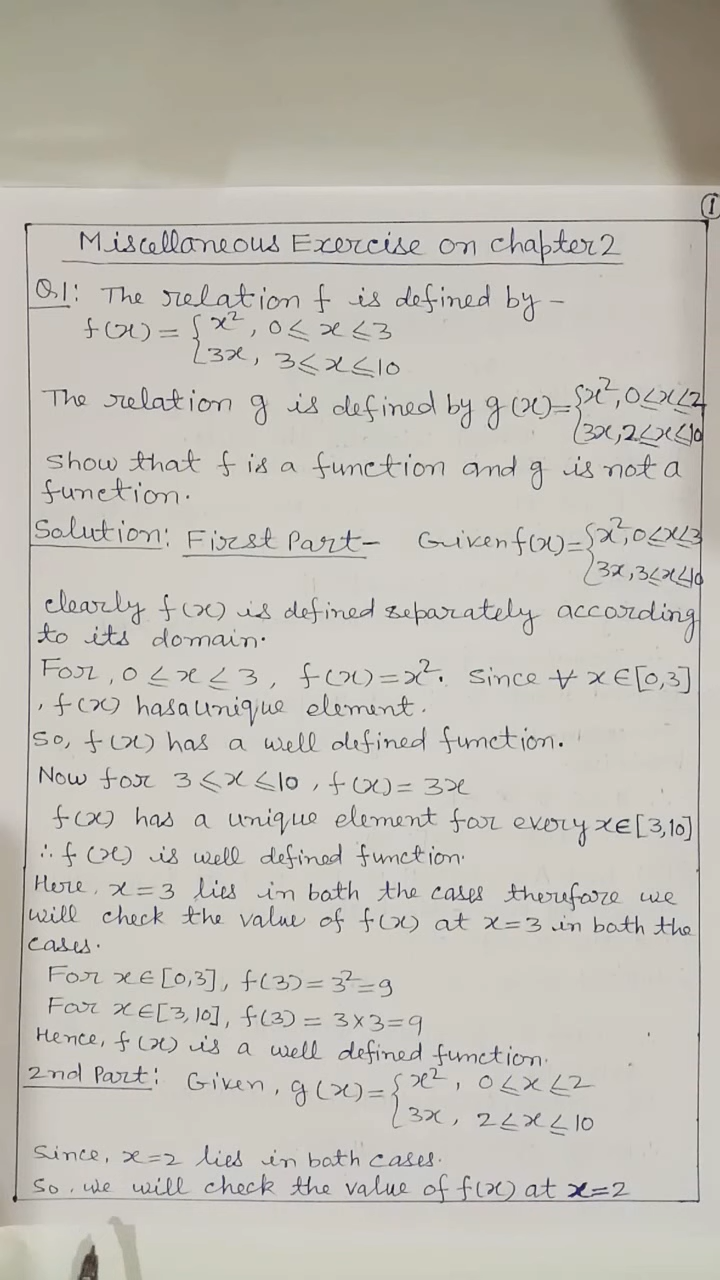 ①
Miscellaneous Exercise on chapter 2
Q.1: The relation f is defined by –
f(x) = { x², 0 ≤ x ≤ 3
3x, 3 ≤ x ≤ 10
The relation g is defined by g(x) = { x², 0 ≤ x ≤ 2
3x, 2 ≤ x ≤ 10
Show that f is a function and g is not a
function.
Solution: First Part – Given f(x) = { x², 0 ≤ x ≤ 3
3x, 3 ≤ x ≤ 10
clearly f(x) is defined separately according
to its domain.
For, 0 ≤ x ≤ 3, f(x) = x². Since ∀ x ∈ [0,3]
, f(x) has a unique element.
So, f(x) has a well defined function.
Now for 3 ≤ x ≤ 10, f(x) = 3x
f(x) has a unique element for every x ∈ [3,10]
∴ f(x) is well defined function.
Here, x = 3 lies in both the cases therefore we
will check the value of f(x) at x = 3 in both the
cases.
For x ∈ [0,3], f(3) = 3² = 9
For x ∈ [3,10], f(3) = 3 × 3 = 9
Hence, f(x) is a well defined function.
2nd Part: Given, g(x) = { x², 0 ≤ x ≤ 2
3x, 2 ≤ x ≤ 10
Since, x = 2 lies in both cases.
So, we will check the value of f(x) at x = 2